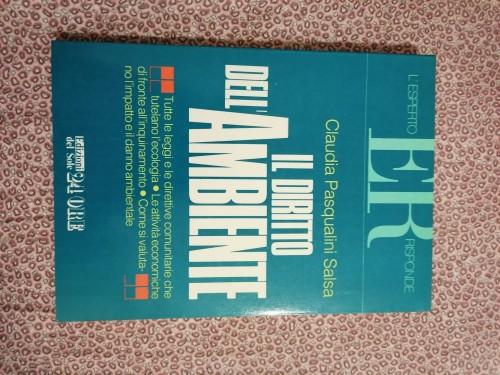 L'ESPERTO
ER
RISPONDE
Claudia Pasqualini Salsa
IL DIRITTO
DELL'AMBIENTE
Tutte le leggi e le direttive comunitarie che
tutelano l'ecologia • Le attività economiche
di fronte all'inquinamento • Come si valuta-
no l'impatto e il danno ambientale
del Sole 24 ORE